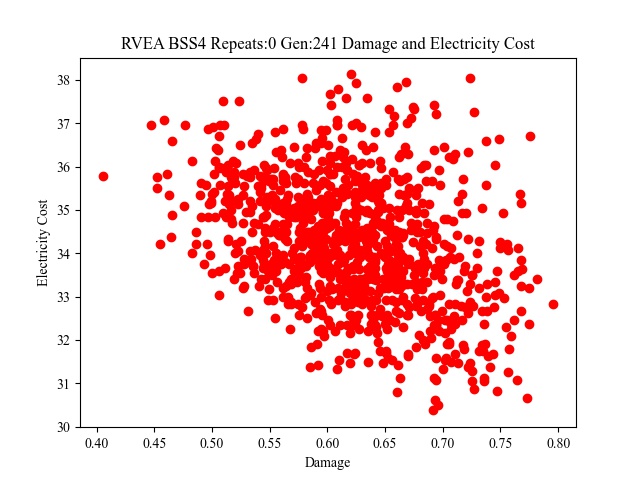 RVEA BSS4 Repeats:0 Gen:241 Damage and Electricity Cost
38
37
36
35
34
33
32
31
30
Electricity Cost
0.40 0.45 0.50 0.55 0.60 0.65 0.70 0.75 0.80
Damage